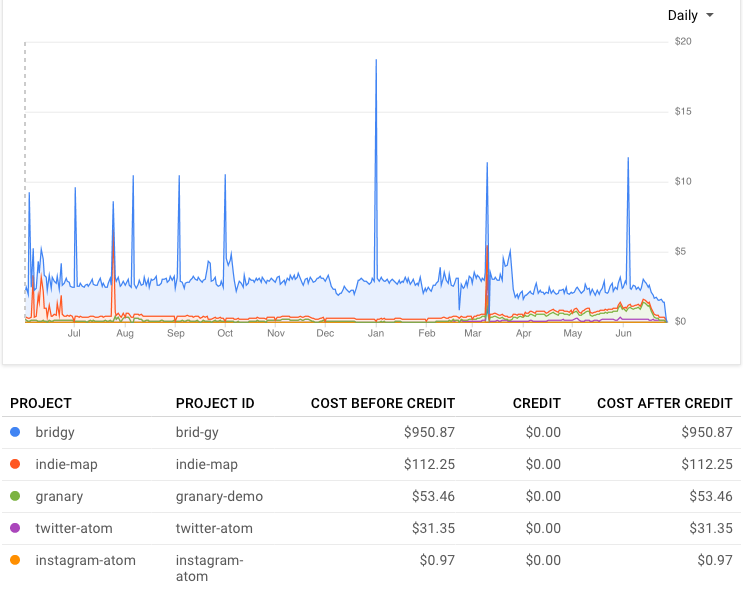 Daily
$20
$15
$10
$5
$0
Jul Aug Sep Oct Nov Dec Jan Feb Mar Apr May Jun
PROJECT PROJECT ID COST BEFORE CREDIT CREDIT COST AFTER CREDIT
bridgy brid-gy $950.87 $0.00 $950.87
indie-map indie-map $112.25 $0.00 $112.25
granary granary-demo $53.46 $0.00 $53.46
twitter-atom twitter-atom $31.35 $0.00 $31.35
instagram-atom instagram- $0.97 $0.00 $0.97
atom